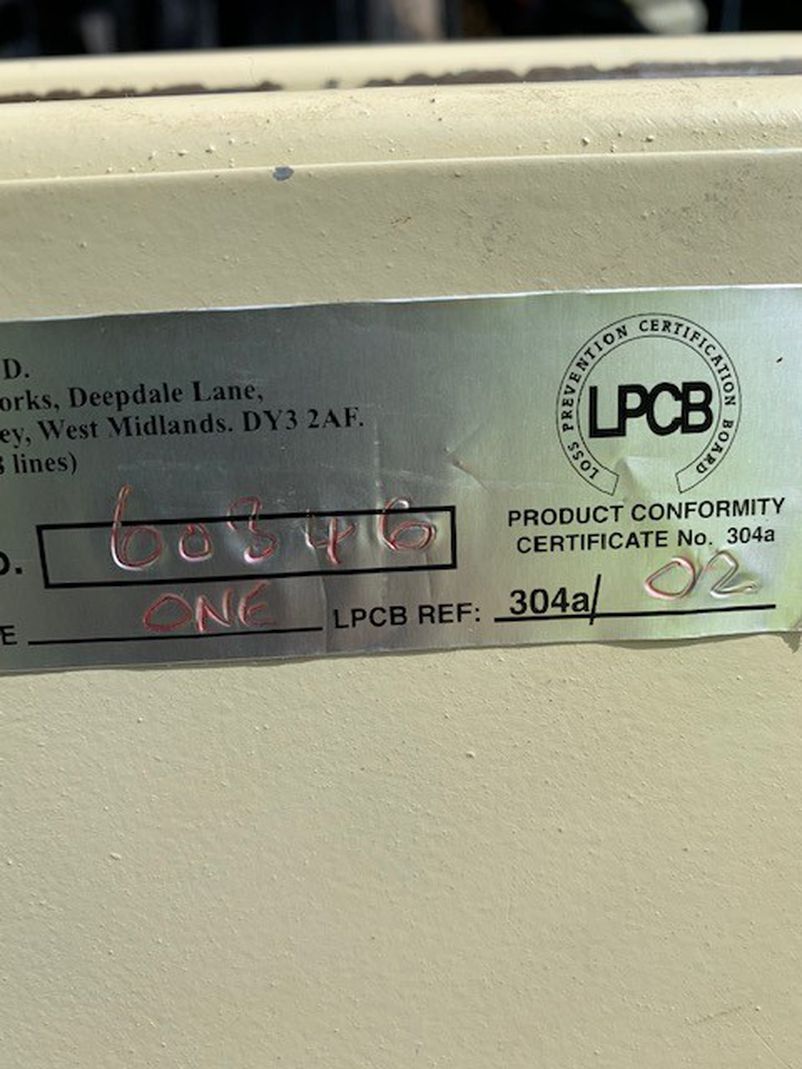 D.
orks, Deepdale Lane,
ey, West Midlands. DY3 2AF.
lines)
LOSS PREVENTION CERTIFICATION BOARD
LPCB
PRODUCT CONFORMITY
CERTIFICATE No. 304a
O. 60346
E ONE LPCB REF: 304a/ 02